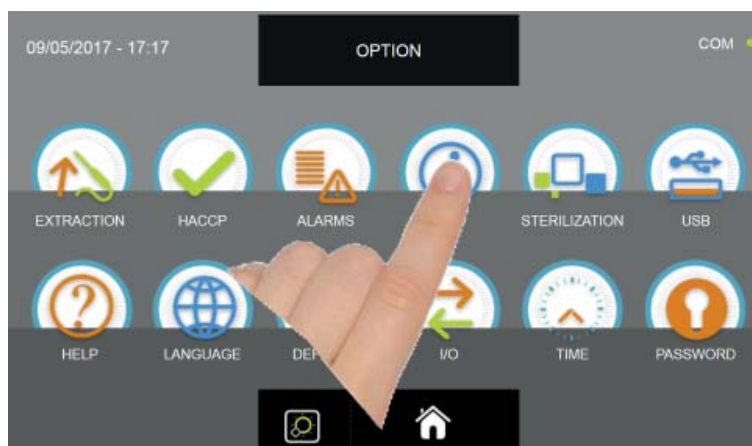 09/05/2017 - 17:17
OPTION
COM
EXTRACTION
HACCP
ALARMS
STERILIZATION
USB
HELP
LANGUAGE
I/O
TIME
PASSWORD